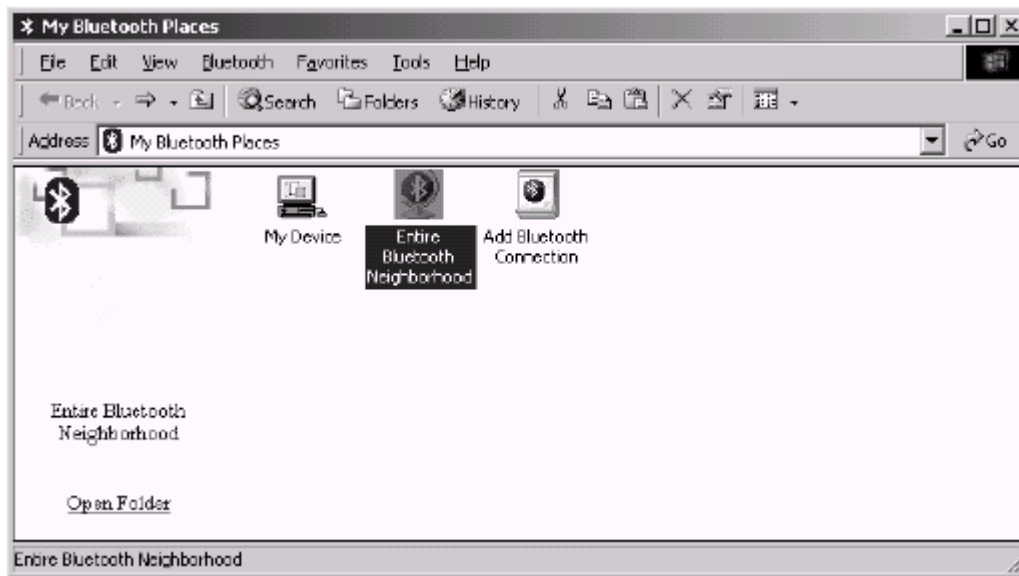 My Bluetooth Places
File Edit View Bluetooth Favorites Tools Help
Back Search Folders History
Address My Bluetooth Places Go
My Device
Entire
Bluetooth
Neighborhood
Add Bluetooth
Connection
Entire Bluetooth
Neighborhood
Open Folder
Entire Bluetooth Neighborhood